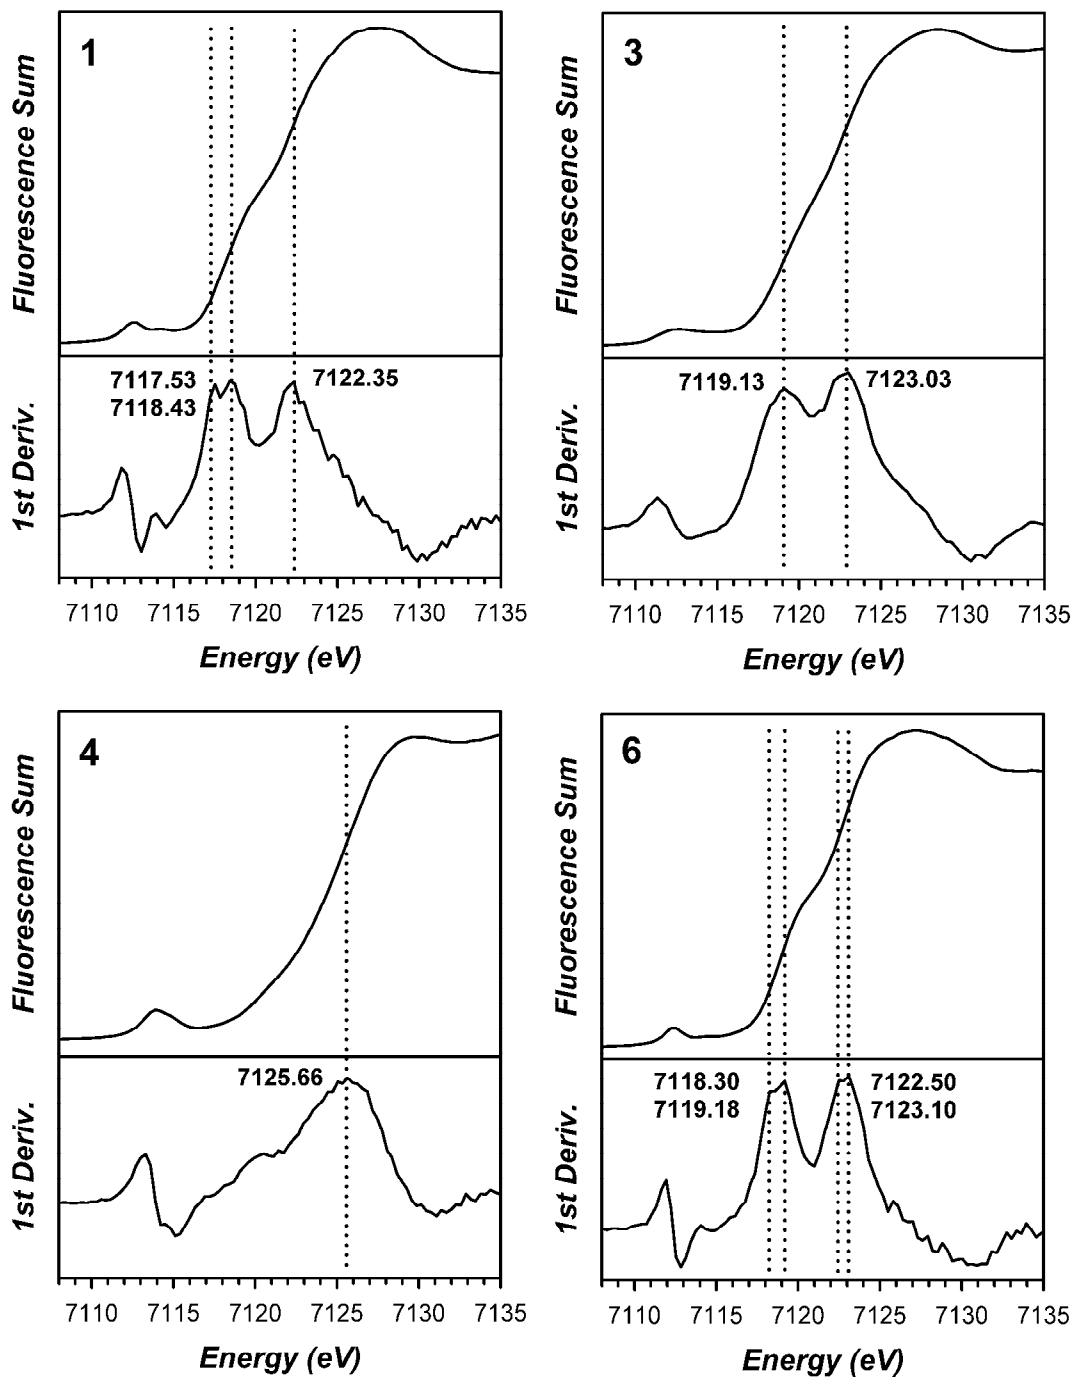 1
Fluorescence Sum
7117.53
7118.43
7122.35
1st Deriv.
7110 7115 7120 7125 7130 7135
Energy (eV)
3
Fluorescence Sum
7119.13
7123.03
1st Deriv.
7110 7115 7120 7125 7130 7135
Energy (eV)
4
Fluorescence Sum
7125.66
1st Deriv.
7110 7115 7120 7125 7130 7135
Energy (eV)
6
Fluorescence Sum
7118.30
7119.18
7122.50
7123.10
1st Deriv.
7110 7115 7120 7125 7130 7135
Energy (eV)